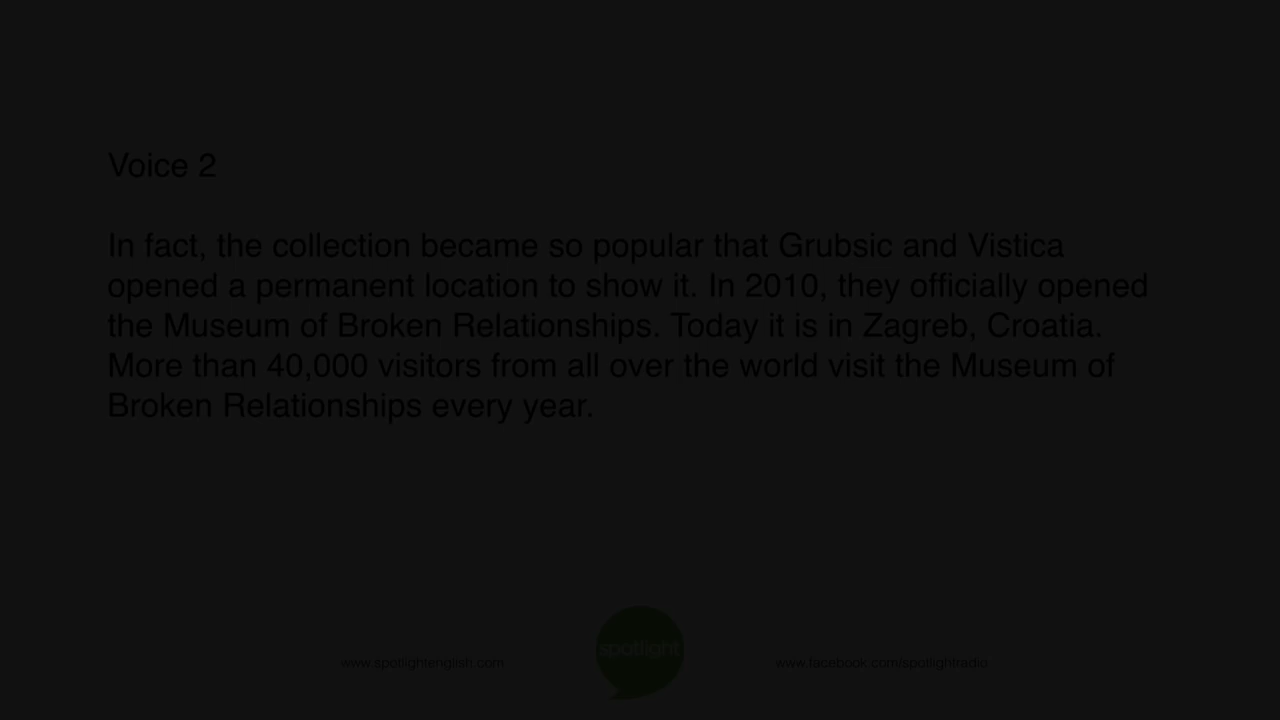 Voice 2
In fact, the collection became so popular that Grubsic and Vistica
opened a permanent location to show it. In 2010, they officially opened
the Museum of Broken Relationships. Today it is in Zagreb, Croatia.
More than 40,000 visitors from all over the world visit the Museum of
Broken Relationships every year.
spotlight
www.spotlightenglish.com
www.facebook.com/spotlightradio